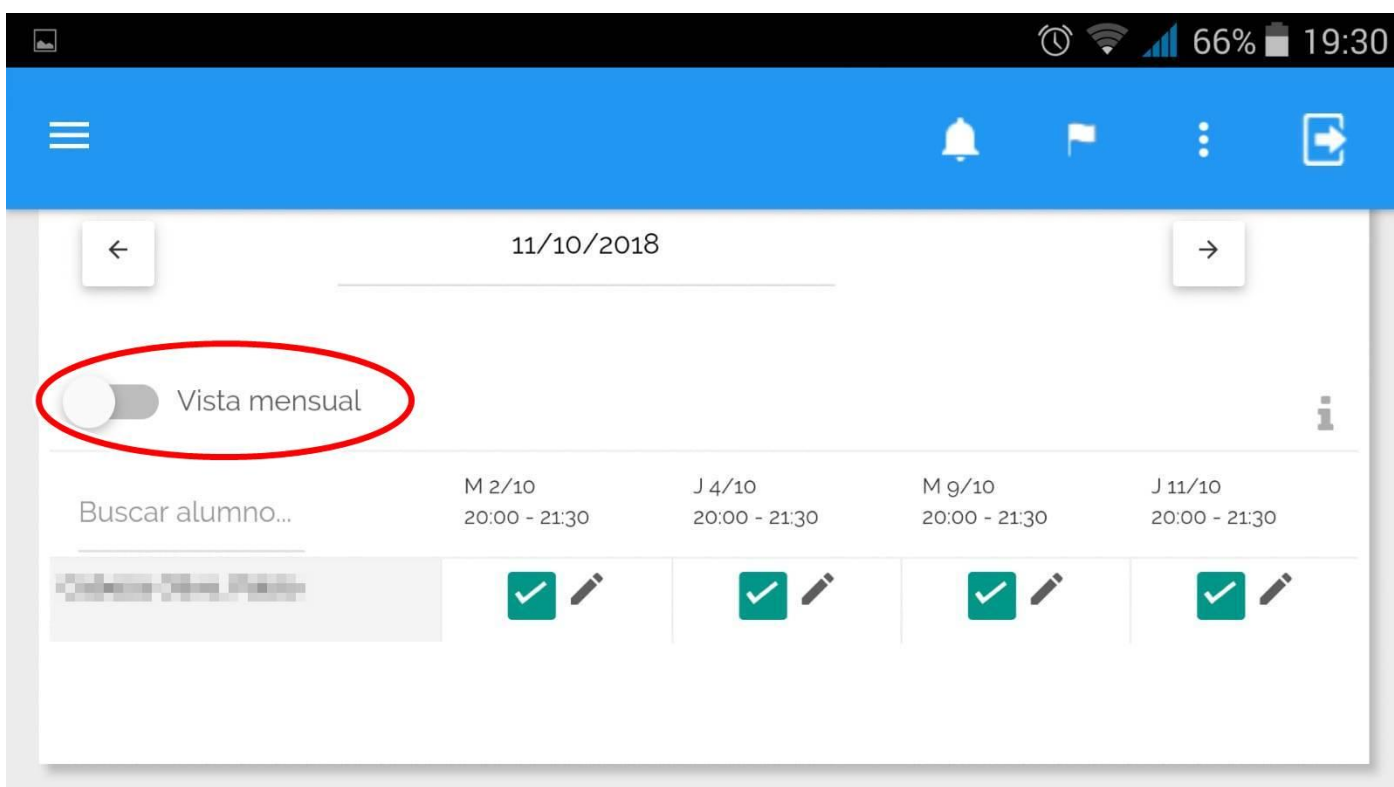 66% 19:30
11/10/2018
Vista mensual
Buscar alumno...
M 2/10
20:00 - 21:30
J 4/10
20:00 - 21:30
M 9/10
20:00 - 21:30
J 11/10
20:00 - 21:30